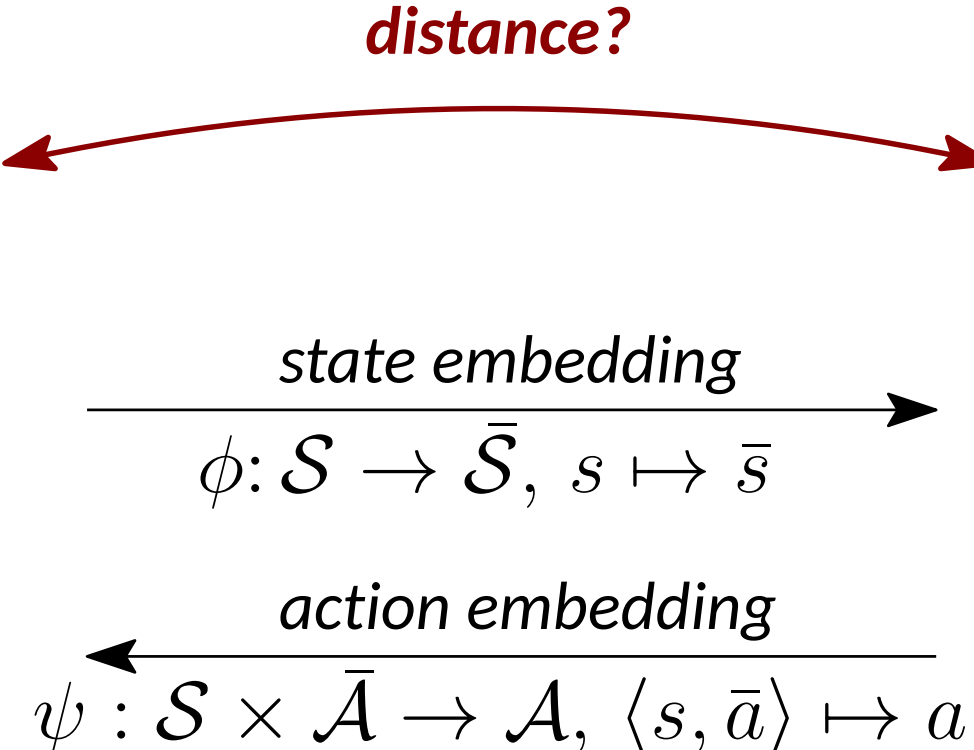 distance?
state embedding
ϕ: 𝒮 → 𝒮̄, s ↦ s̄
action embedding
ψ : 𝒮 × 𝒜̄ → 𝒜, ⟨s, ā⟩ ↦ a